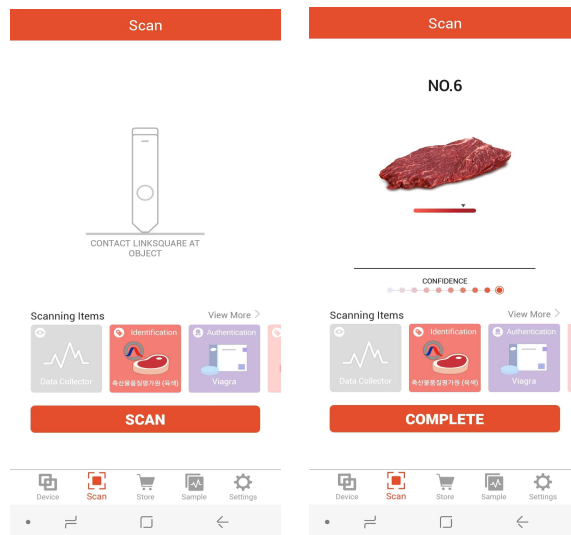 Scan
CONTACT LINKSQUARE AT
OBJECT
Scanning Items
View More
Identification
Authentication
Data Collector
축산물품질평가원 (육색)
Viagra
SCAN
Device
Scan
Store
Sample
Settings
Scan
NO.6
CONFIDENCE
Scanning Items
View More
Identification
Authentication
Data Collector
축산물품질평가원 (육색)
Viagra
COMPLETE
Device
Scan
Store
Sample
Settings